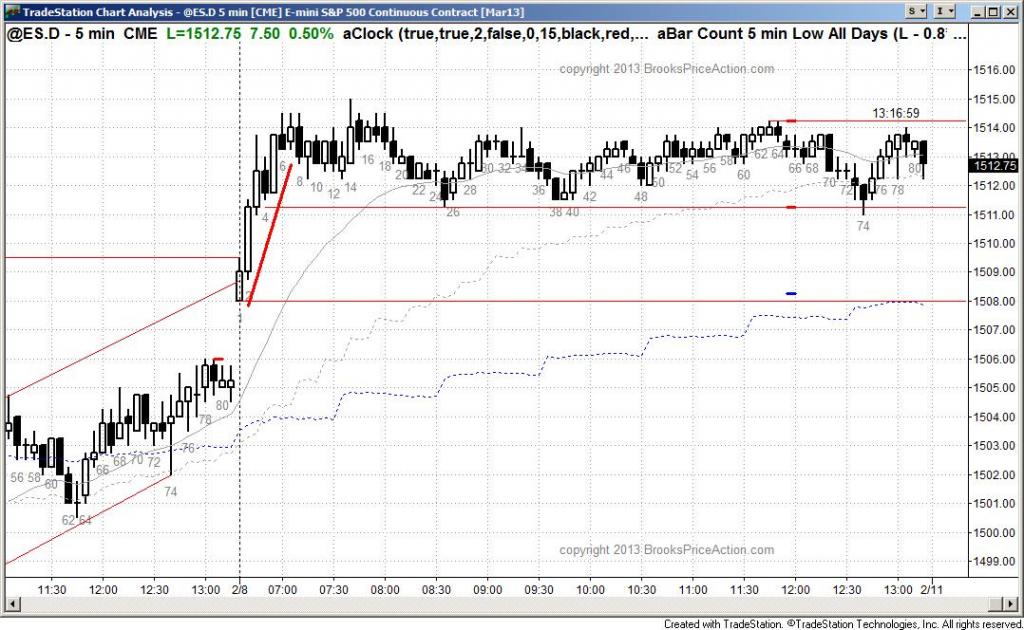 TradeStation Chart Analysis - @ES.D 5 min [CME] E-mini S&P 500 Continuous Contract [Mar13]
S I
@ES.D - 5 min CME L=1512.75 7.50 0.50% aClock (true,true,2,false,0,15,black,red,... aBar Count 5 min Low All Days (L - 0.8 ...
copyright 2013 BrooksPriceAction.com
1516.00
1515.00
13:16:59
1514.00
1513.00
1512.75
1512.00
1511.00
1510.00
1509.00
1508.00
1507.00
1506.00
1505.00
1504.00
1503.00
1502.00
1501.00
1500.00
1499.00
4 6 8 10 12 14 16 18 20 22 24 26 28 30 32 34 36 38 40 42 44 46 48 50 52 54 56 58 60 62 64 66 68 70 72 74 76 78 80
56 58 60 62 64 66 68 70 72 74 76 78 80
copyright 2013 BrooksPriceAction.com
11:30 12:00 12:30 13:00 2/8 07:00 07:30 08:00 08:30 09:00 09:30 10:00 10:30 11:00 11:30 12:00 12:30 13:00 2/11
Created with TradeStation. ©TradeStation Technologies, Inc. All rights reserved.